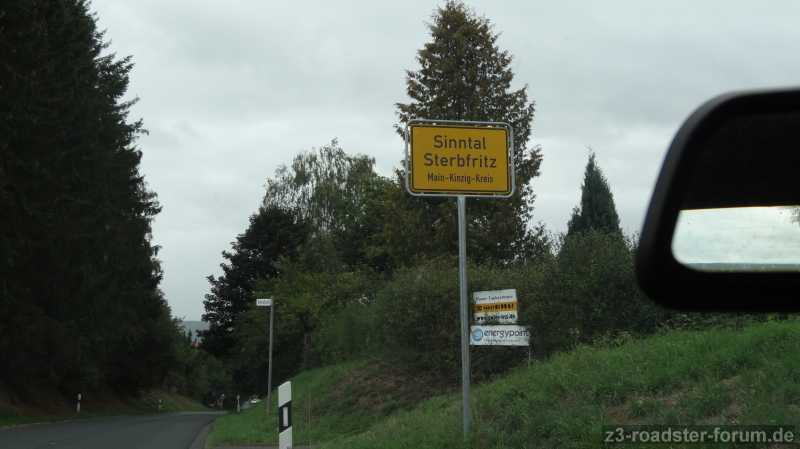 Sinntal
Sterbfritz
Main-Kinzig-Kreis
energypoint
z3-roadster-forum.de